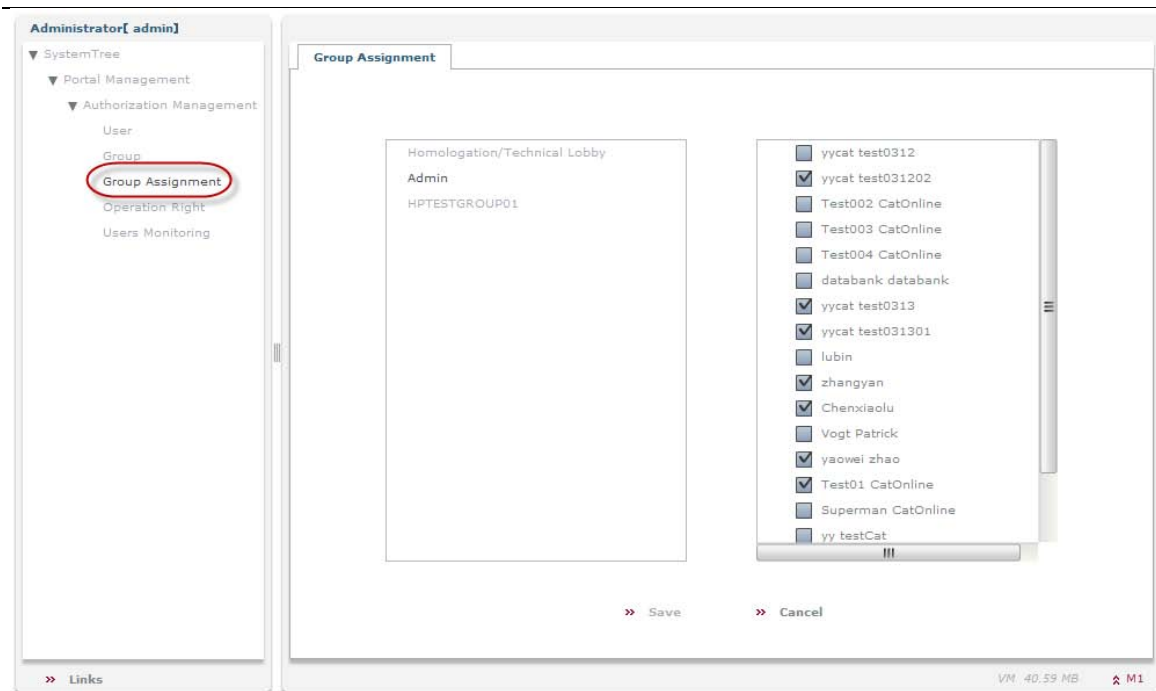 Administrator[ admin]
SystemTree
Portal Management
Authorization Management
User
Group
Group Assignment
Operation Right
Users Monitoring
Links
Group Assignment
Homologation/Technical Lobby
Admin
HPTESTGROUP01
yycat test0312
yycat test031202
Test002 CatOnline
Test003 CatOnline
Test004 CatOnline
databank databank
yycat test0313
yycat test031301
lubin
zhangyan
Chenxiaolu
Vogt Patrick
yaowei zhao
Test01 CatOnline
Superman CatOnline
yy testCat
Save
Cancel
VM 40.59 MB
M1